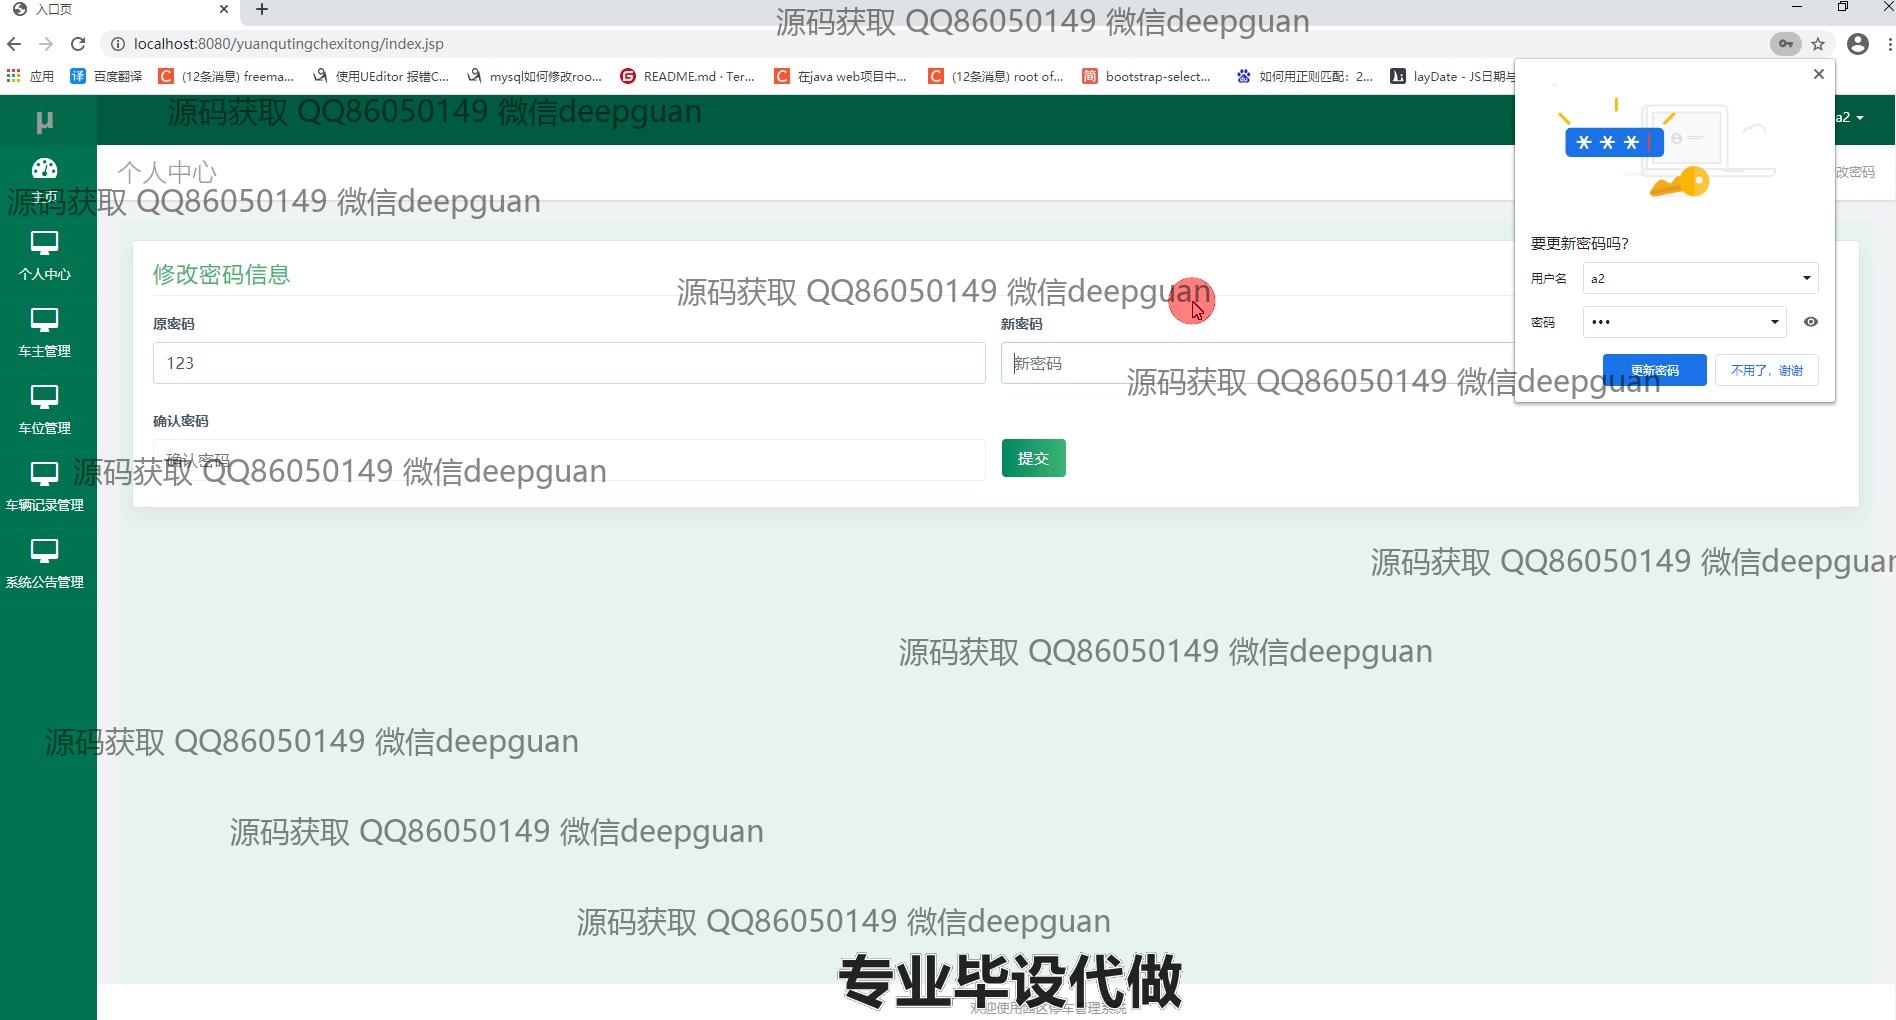 入口页
源码获取 QQ86050149 微信deepguan
localhost:8080/yuanqutingchexitong/index.jsp
应用
百度翻译
(12条消息) freema...
使用UEditor 报错C...
mysql如何修改roo...
README.md · Ter...
在java web项目中...
(12条消息) root of...
bootstrap-select...
如何用正则匹配：2...
layDate - JS日期与
源码获取 QQ86050149 微信deepguan
μ
a2
个人中心
改密码
主页
源码获取 QQ86050149 微信deepguan
个人中心
车主管理
车位管理
车辆记录管理
系统公告管理
要更新密码吗?
用户名
a2
密码
•••
更新密码
不用了，谢谢
修改密码信息
源码获取 QQ86050149 微信deepguan
原密码
新密码
123
新密码
源码获取 QQ86050149 微信deepguan
确认密码
确认密码
提交
源码获取 QQ86050149 微信deepguan
源码获取 QQ86050149 微信deepguan
源码获取 QQ86050149 微信deepguan
源码获取 QQ86050149 微信deepguan
源码获取 QQ86050149 微信deepguan
源码获取 QQ86050149 微信deepguan
专业毕设代做
欢迎使用园区停车管理系统